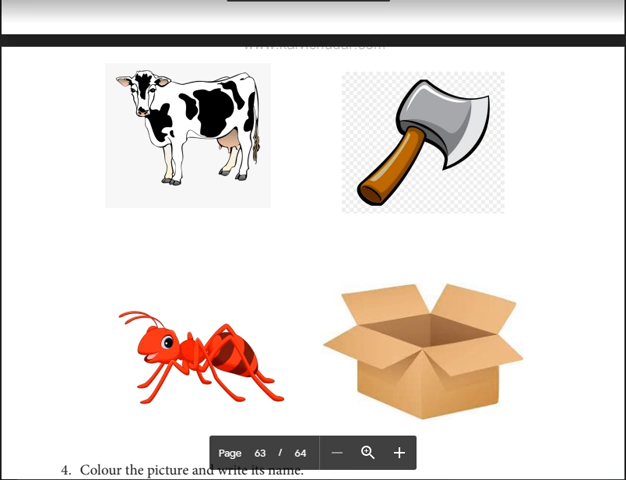 Page 63 / 64
4. Colour the picture and write its name.